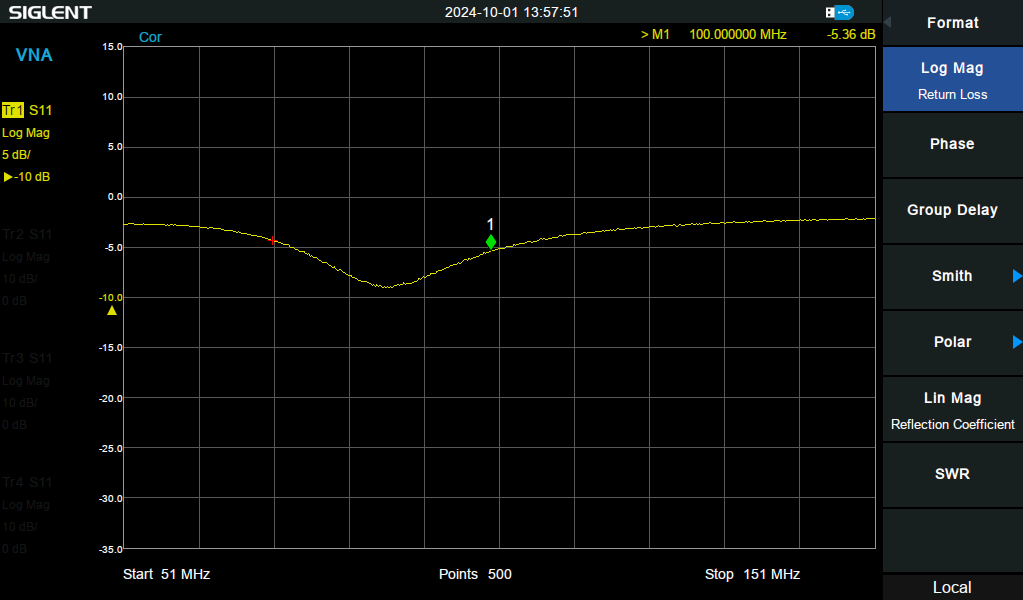 SIGLENT
2024-10-01 13:57:51
VNA
Cor
> M1 100.000000 MHz -5.36 dB
Tr1 S11
Log Mag
5 dB/
-10 dB
Tr2 S11
Log Mag
10 dB/
0 dB
Tr3 S11
Log Mag
10 dB/
0 dB
Tr4 S11
Log Mag
10 dB/
0 dB
15.0
10.0
5.0
0.0
-5.0
-10.0
-15.0
-20.0
-25.0
-30.0
-35.0
1
Start 51 MHz
Points 500
Stop 151 MHz
Format
Log Mag
Return Loss
Phase
Group Delay
Smith
Polar
Lin Mag
Reflection Coefficient
SWR
Local